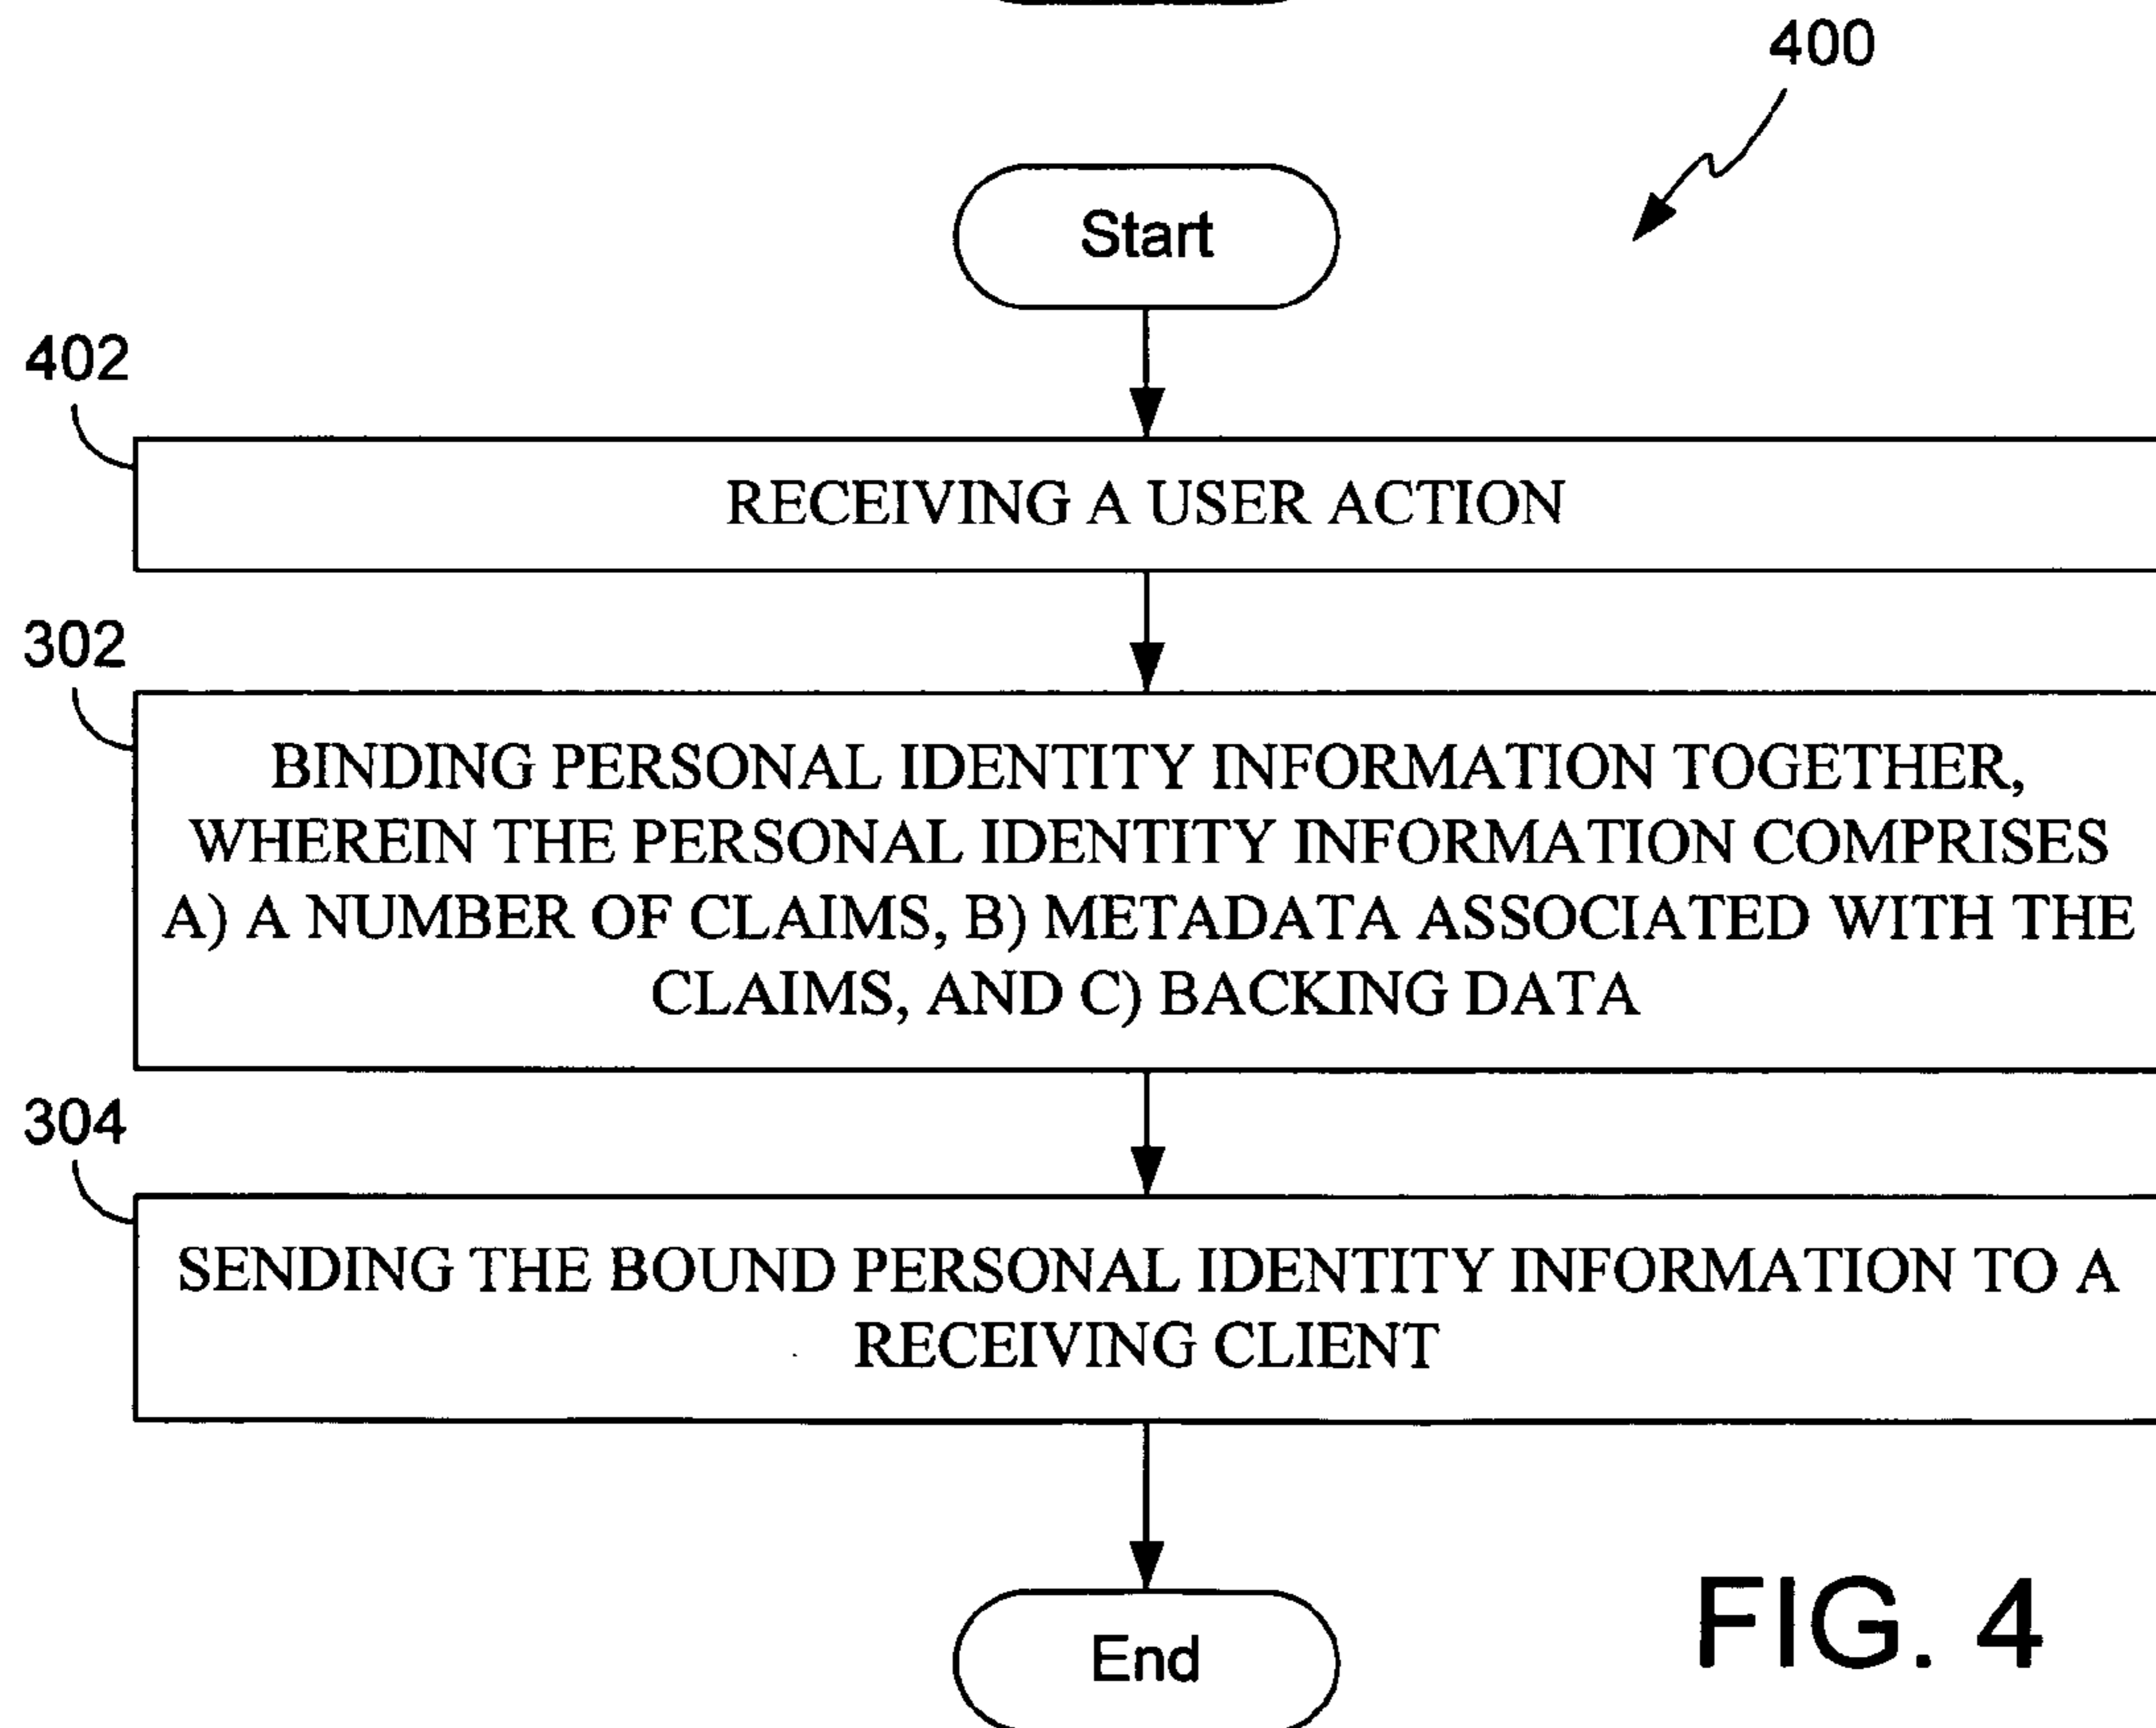 400
Start
402
RECEIVING A USER ACTION
302
BINDING PERSONAL IDENTITY INFORMATION TOGETHER,
WHEREIN THE PERSONAL IDENTITY INFORMATION COMPRISES
A) A NUMBER OF CLAIMS, B) METADATA ASSOCIATED WITH THE
CLAIMS, AND C) BACKING DATA
304
SENDING THE BOUND PERSONAL IDENTITY INFORMATION TO A
RECEIVING CLIENT
End
FIG. 4